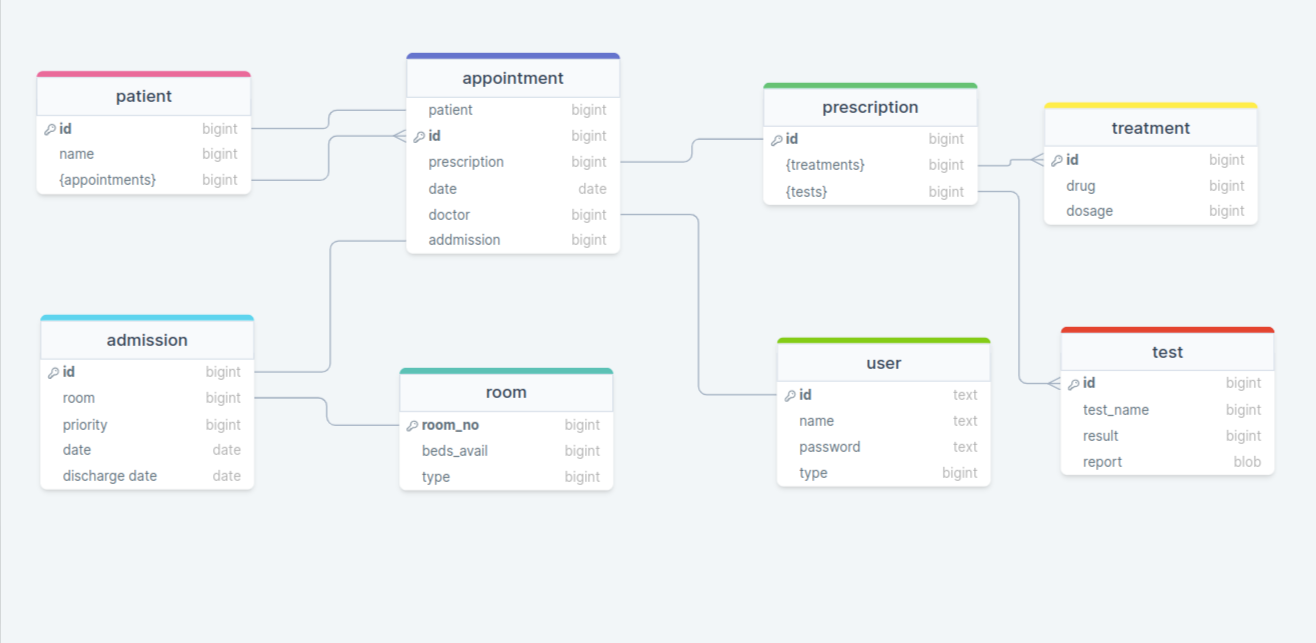 patient
id bigint
name bigint
{appointments} bigint
appointment
patient bigint
id bigint
prescription bigint
date date
doctor bigint
addmission bigint
prescription
id bigint
{treatments} bigint
{tests} bigint
treatment
id bigint
drug bigint
dosage bigint
admission
id bigint
room bigint
priority bigint
date date
discharge date date
room
room_no bigint
beds_avail bigint
type bigint
user
id text
name text
password text
type bigint
test
id bigint
test_name bigint
result bigint
report blob